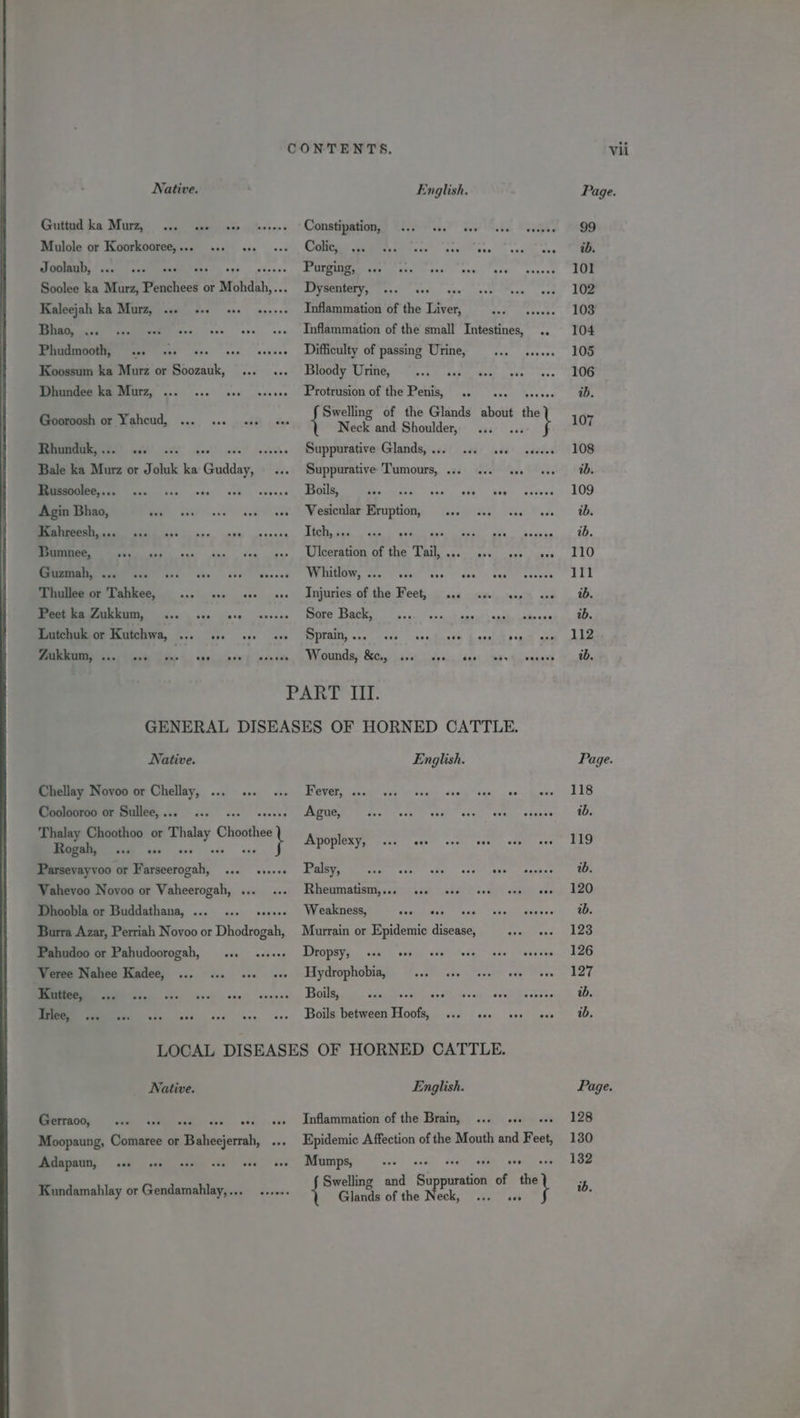 CONTENTS. vii
Native. English. Page.
Guttud ka Murz, ... ... ... ...... Constipation, ... ... ... ... ...... 99
Mulole or Koorkooree, ... ... ... ... Colic, ... ... ... ... ... ... ... ib.
Joolaub, ... ... ... ... ... ...... Purging, ... ... ... ... ... ...... 101
Soolee ka Murz, Penchees or Mohdah,... Dysentery, ... ... ... ... ... ... 102
Kaleejah ka Murz, ... ... ... ...... Inflammation of the Liver, ... ...... 103
Bhao, ... ... ... ... ... ... ... Inflammation of the small Intestines, .. 104
Phudmooth, ... ... ... ... ...... Difficulty of passing Urine, ... ...... 105
Koossum ka Murz or Soozauk, ... ... Bloody Urine, ... ... ... ... ... 106
Dhundee ka Murz, ... ... ... ...... Protrusion of the Penis, .. ... ...... ib.
Gooroosh or Yahcud, ... ... ... ... { Swelling of the Glands about the Neck and Shoulder, ... ... } 107
Rhunduk, ... ... ... ... ... ...... Suppurative Glands, ... ... ... ...... 108
Bale ka Murz or Joluk ka Gudday, ... Suppurative Tumours, ... ... ... ... ib.
Russoolee,... ... ... ... ... ...... Boils, ... ... ... ... ... ...... 109
Agin Bhao, ... ... ... ... ... Vesicular Eruption, ... ... ... ... ib.
Kahreesh, ... ... ... ... ... ...... Itch, ... ... ... ... ... ... ...... ib.
Bumnee, ... ... ... ... ... ... Ulceration of the Tail, ... ... ... ... 110
Guzmah, ... ... ... ... ... ...... Whitlow, ... ... ... ... ... ...... 111
Thullee or Tahkee, ... ... ... ... Injuries of the Feet, ... ... ... ... ib.
Peet ka Zukkum, ... ... ... ...... Sore Back, ... ... ... ... ...... ib.
Lutchuk or Kutchwa, ... ... ... ... Sprain, ... ... ... ... ... ... ... 112
Zukkum, ... ... ... ... ... ...... Wounds, &c., ... ... ... ... ...... ib.
PART III.
GENERAL DISEASES OF HORNED CATTLE.
Native. English. Page.
Chellay Novoo or Chellay, ... ... ... Fever, ... ... ... ... ... .. ... 118
Coolooroo or Sullee, ... ... ... ...... Ague, ... ... ... ... ... ...... ib.
Thalay Choothoo or Thalay Choothee Rogah, ... ... ... ... ... } Apoplexy, ... ... ... ... ... ... 119
Parsevayvoo or Farseerogah, ... ...... Palsy, ... ... ... ... ... ...... ib.
Vahevoo Novoo or Vaheerogah, ... ... Rheumatism,... ... ... ... ... ... 120
Dhoobla or Buddathana, ... ... ...... Weakness, ... ... ... ... ...... ib.
Burra Azar, Perriah Novoo or Dhodrogah, Murrain or Epidemic disease, ... ... 123
Pahudoo or Pahudoorogah, ... ...... Dropsy, ... ... ... ... ... ...... 126
Veree Nahee Kadee, ... ... ... ... Hydrophobia, ... ... ... ... ... 127
Kuttee, ... ... ... ... ... ...... Boils, ... ... ... ... ... ...... ib.
Irlee, ... ... ... ... ... ... ... Boils between Hoofs, ... ... ... ... ib.
LOCAL DISEASES OF HORNED CATTLE.
Native. English. Page.
Gerraoo, ... ... ... ... ... ... Inflammation of the Brain, ... ... ... 128
Moopaung, Comaree or Baheejerrah, ... Epidemic Affection of the Mouth and Feet, 130
Adapaun, ... ... ... ... ... ... Mumps, ... ... ... ... ... ... 132
Kundamahlay or Gendamahlay,... ...... { Swelling and Suppuration of the Glands of the Neck, ... ... } ib.